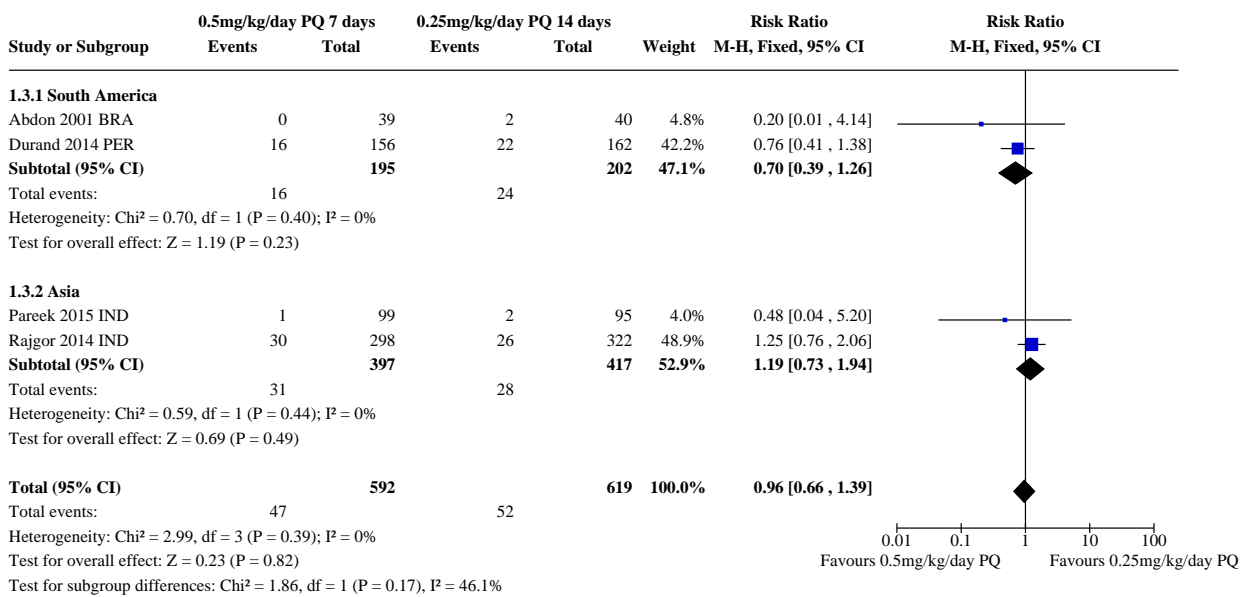 0.5mg/kg/day PQ 7 days 0.25mg/kg/day PQ 14 days Risk Ratio Risk Ratio
Study or Subgroup Events Total Events Total Weight M-H, Fixed, 95% CI M-H, Fixed, 95% CI
1.3.1 South America
Abdon 2001 BRA 0 39 2 40 4.8% 0.20 [0.01 , 4.14]
Durand 2014 PER 16 156 22 162 42.2% 0.76 [0.41 , 1.38]
Subtotal (95% CI) 195 202 47.1% 0.70 [0.39 , 1.26]
Total events: 16 24
Heterogeneity: Chi² = 0.70, df = 1 (P = 0.40); I² = 0%
Test for overall effect: Z = 1.19 (P = 0.23)
1.3.2 Asia
Pareek 2015 IND 1 99 2 95 4.0% 0.48 [0.04 , 5.20]
Rajgor 2014 IND 30 298 26 322 48.9% 1.25 [0.76 , 2.06]
Subtotal (95% CI) 397 417 52.9% 1.19 [0.73 , 1.94]
Total events: 31 28
Heterogeneity: Chi² = 0.59, df = 1 (P = 0.44); I² = 0%
Test for overall effect: Z = 0.69 (P = 0.49)
Total (95% CI) 592 619 100.0% 0.96 [0.66 , 1.39]
Total events: 47 52
Heterogeneity: Chi² = 2.99, df = 3 (P = 0.39); I² = 0%
0.01 0.1 1 10 100
Test for overall effect: Z = 0.23 (P = 0.82)
Favours 0.5mg/kg/day PQ Favours 0.25mg/kg/day PQ
Test for subgroup differences: Chi² = 1.86, df = 1 (P = 0.17), I² = 46.1%